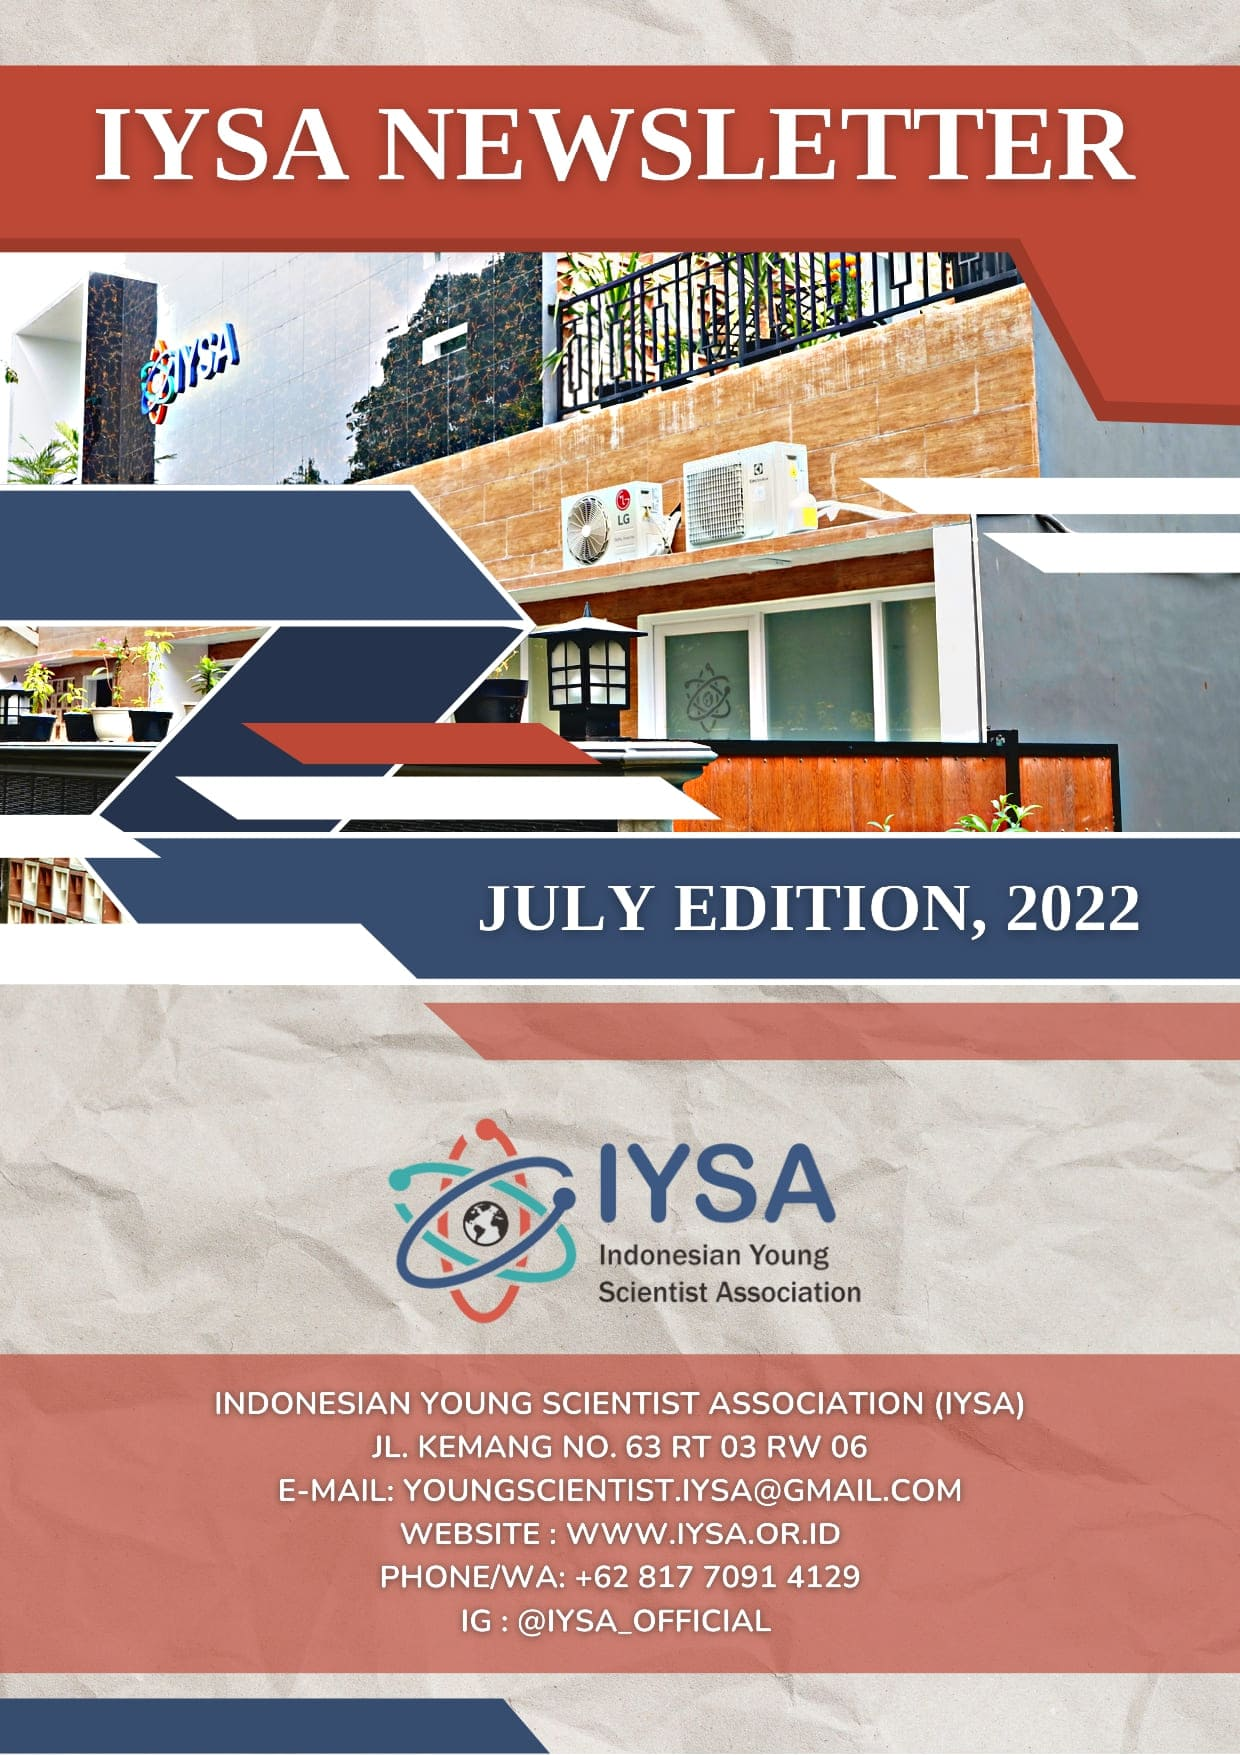 IYSA NEWSLETTER
IYSA
LG
Electrolux
JULY EDITION, 2022
IYSA
Indonesian Young
Scientist Association
INDONESIAN YOUNG SCIENTIST ASSOCIATION (IYSA)
JL. KEMANG NO. 63 RT 03 RW 06
E-MAIL: YOUNGSCIENTIST.IYSA@GMAIL.COM
WEBSITE : WWW.IYSA.OR.ID
PHONE/WA: +62 817 7091 4129
IG : @IYSA_OFFICIAL